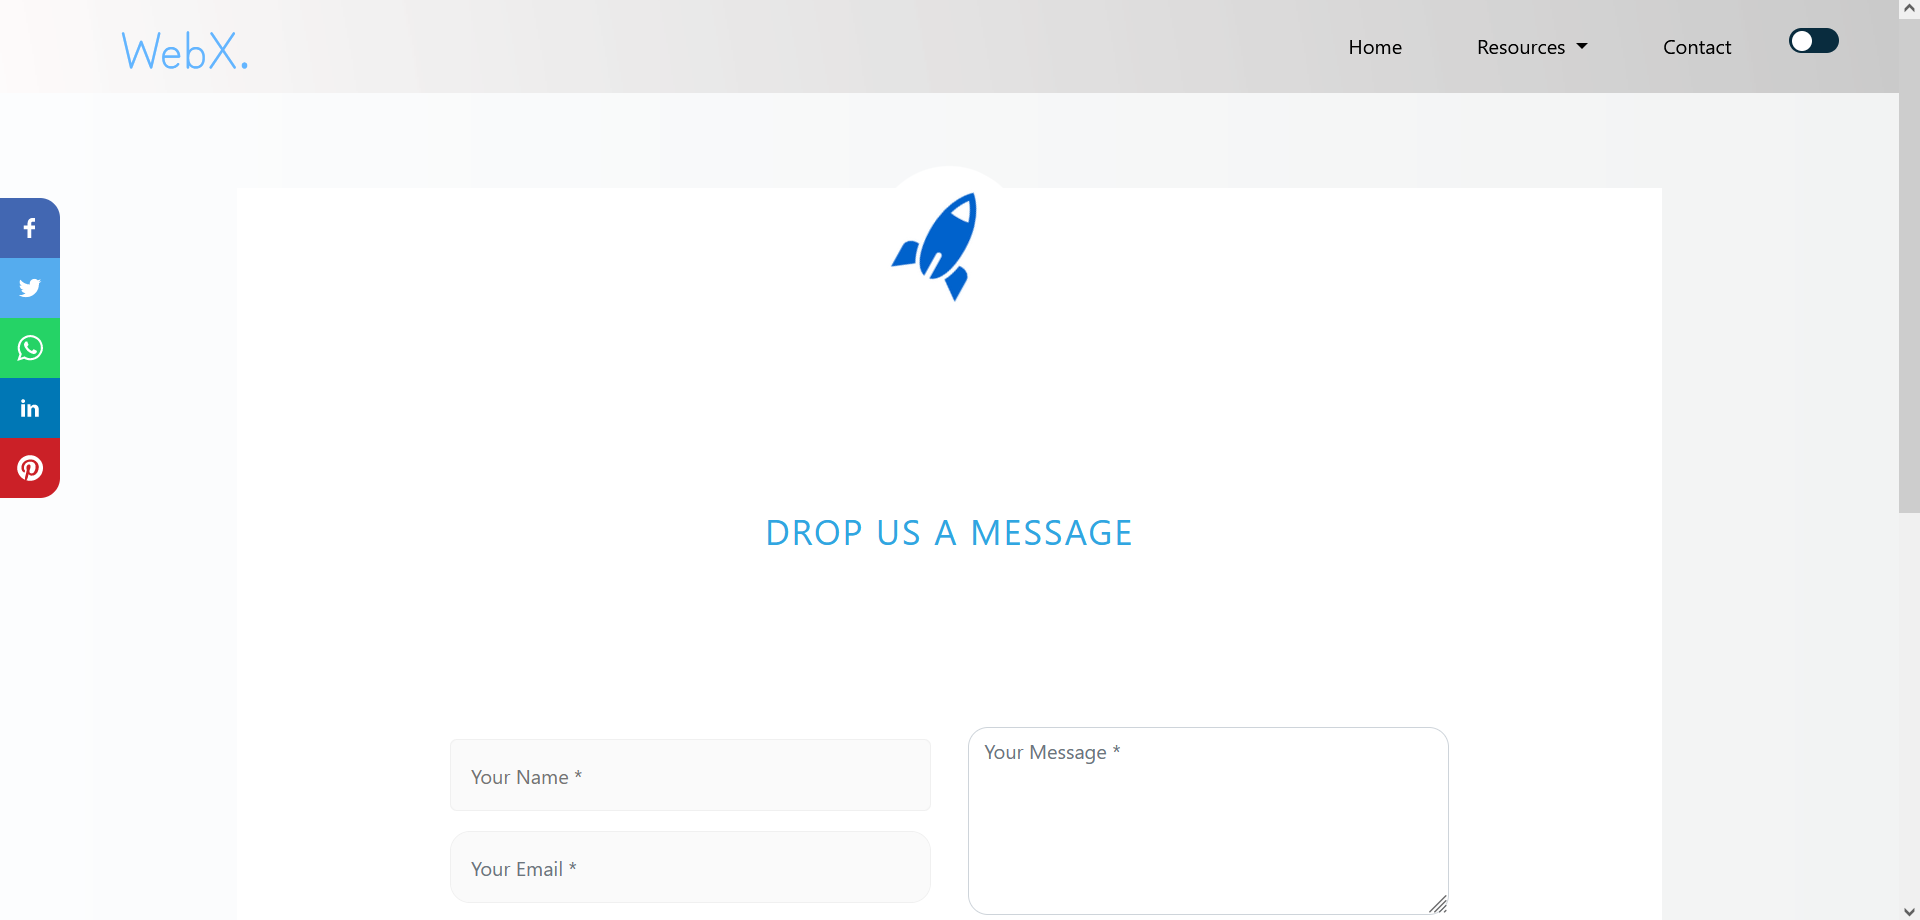 WebX.
Home
Resources
Contact
f
in
DROP US A MESSAGE
Your Name *
Your Message *
Your Email *